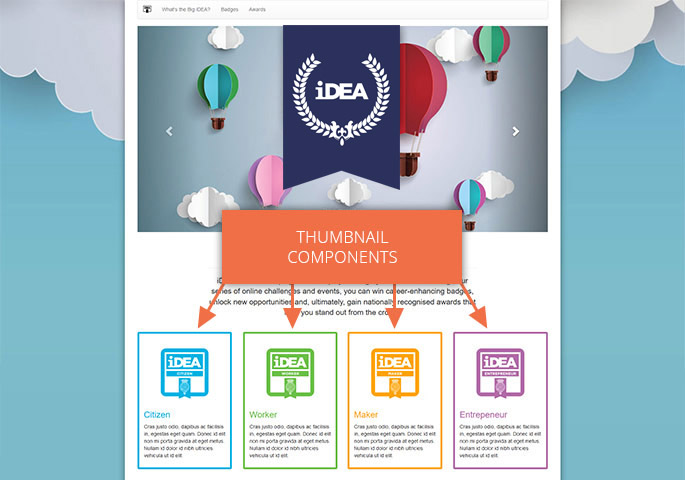 What's the Big iDEA? Badges Awards
iDEA
THUMBNAIL
COMPONENTS
series of online challenges and events, you can win career-enhancing badges,
unlock new opportunities and, ultimately, gain nationally recognised awards that
you stand out from the
iDEA
CITIZEN
Citizen
Cras justo odio, dapibus ac facilisis
in, egestas eget quam. Donec id elit
non mi porta gravida at eget metus.
Nullam id dolor id nibh ultricies
vehicula ut id elit
iDEA
WORKER
Worker
Cras justo odio, dapibus ac facilisis
in, egestas eget quam. Donec id elit
non mi porta gravida at eget metus.
Nullam id dolor id nibh ultricies
vehicula ut id elit
iDEA
MAKER
Maker
Cras justo odio, dapibus ac facilisis
in, egestas eget quam. Donec id elit
non mi porta gravida at eget metus.
Nullam id dolor id nibh ultricies
vehicula ut id elit
iDEA
ENTREPRENEUR
Entrepeneur
Cras justo odio, dapibus ac facilisis
in, egestas eget quam. Donec id elit
non mi porta gravida at eget metus.
Nullam id dolor id nibh ultricies
vehicula ut id elit